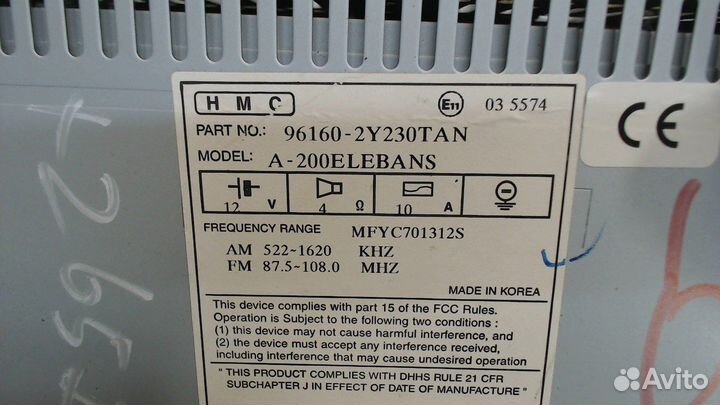 HMC E11 03 5574 CE
PART NO.: 96160-2Y230TAN
MODEL: A-200ELEBANS
12 V 4 Ω 10 A
FREQUENCY RANGE MFYC701312S
AM 522~1620 KHZ
FM 87.5~108.0 MHZ
MADE IN KOREA
This device complies with part 15 of the FCC Rules.
Operation is Subject to the following two conditions :
(1) this device may not cause harmful interference, and
(2) the device must accept any interference received,
including interference that may cause undesired operation
" THIS PRODUCT COMPLIES WITH DHHS RULE 21 CFR
SUBCHAPTER J IN EFFECT OF DATE OF MANUFACTURE "
Avito